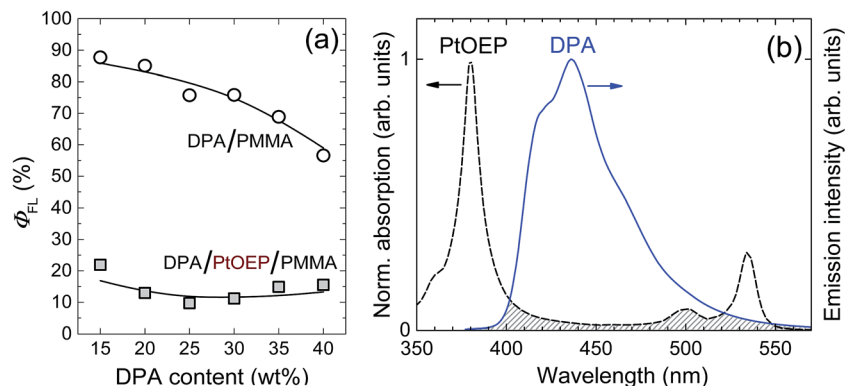 (a)
100
90
80
70
60
50
40
30
20
10
0
Φ_FL (%)
DPA/PMMA
DPA/PtOEP/PMMA
15 20 25 30 35 40
DPA content (wt%)
(b)
PtOEP DPA
1
0
Norm. absorption (arb. units)
Emission intensity (arb. units)
350 400 450 500 550
Wavelength (nm)